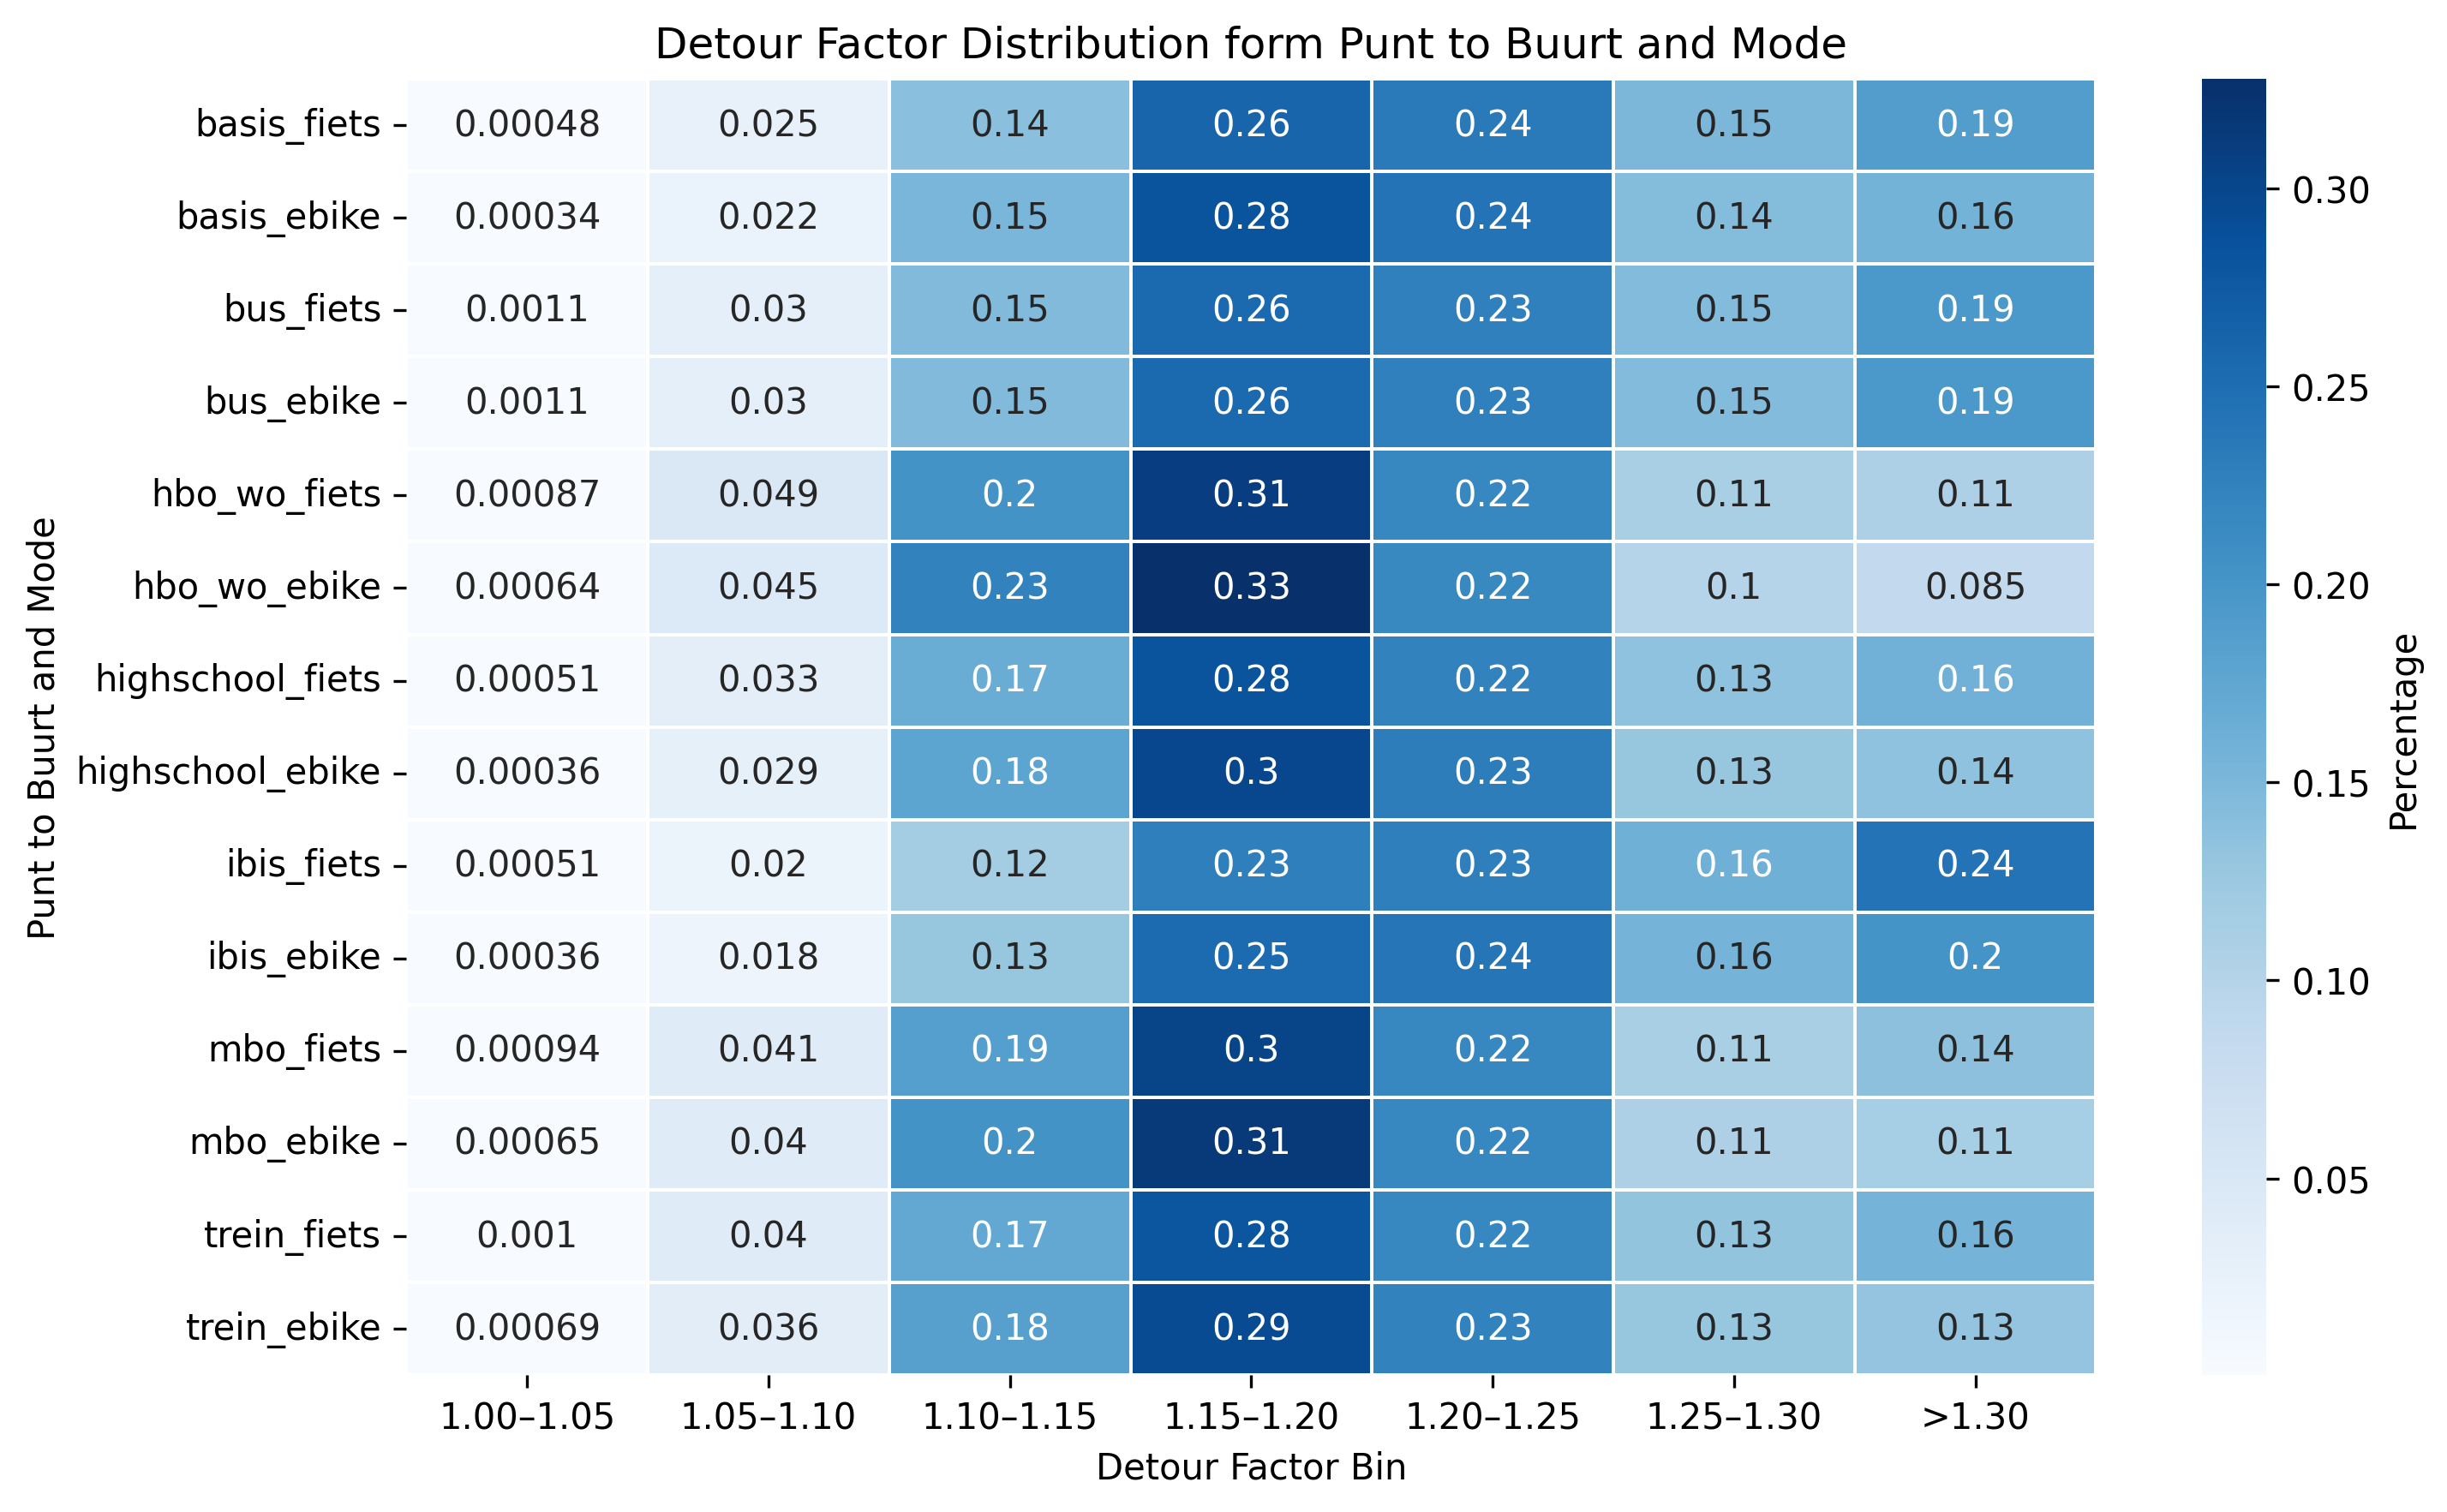 Detour Factor Distribution form Punt to Buurt and Mode
Punt to Buurt and Mode
basis_fiets 0.00048 0.025 0.14 0.26 0.24 0.15 0.19
basis_ebike 0.00034 0.022 0.15 0.28 0.24 0.14 0.16
bus_fiets 0.0011 0.03 0.15 0.26 0.23 0.15 0.19
bus_ebike 0.0011 0.03 0.15 0.26 0.23 0.15 0.19
hbo_wo_fiets 0.00087 0.049 0.2 0.31 0.22 0.11 0.11
hbo_wo_ebike 0.00064 0.045 0.23 0.33 0.22 0.1 0.085
highschool_fiets 0.00051 0.033 0.17 0.28 0.22 0.13 0.16
highschool_ebike 0.00036 0.029 0.18 0.3 0.23 0.13 0.14
ibis_fiets 0.00051 0.02 0.12 0.23 0.23 0.16 0.24
ibis_ebike 0.00036 0.018 0.13 0.25 0.24 0.16 0.2
mbo_fiets 0.00094 0.041 0.19 0.3 0.22 0.11 0.14
mbo_ebike 0.00065 0.04 0.2 0.31 0.22 0.11 0.11
trein_fiets 0.001 0.04 0.17 0.28 0.22 0.13 0.16
trein_ebike 0.00069 0.036 0.18 0.29 0.23 0.13 0.13
1.00–1.05 1.05–1.10 1.10–1.15 1.15–1.20 1.20–1.25 1.25–1.30 >1.30
Detour Factor Bin
0.30
0.25
0.20
0.15
0.10
0.05
Percentage